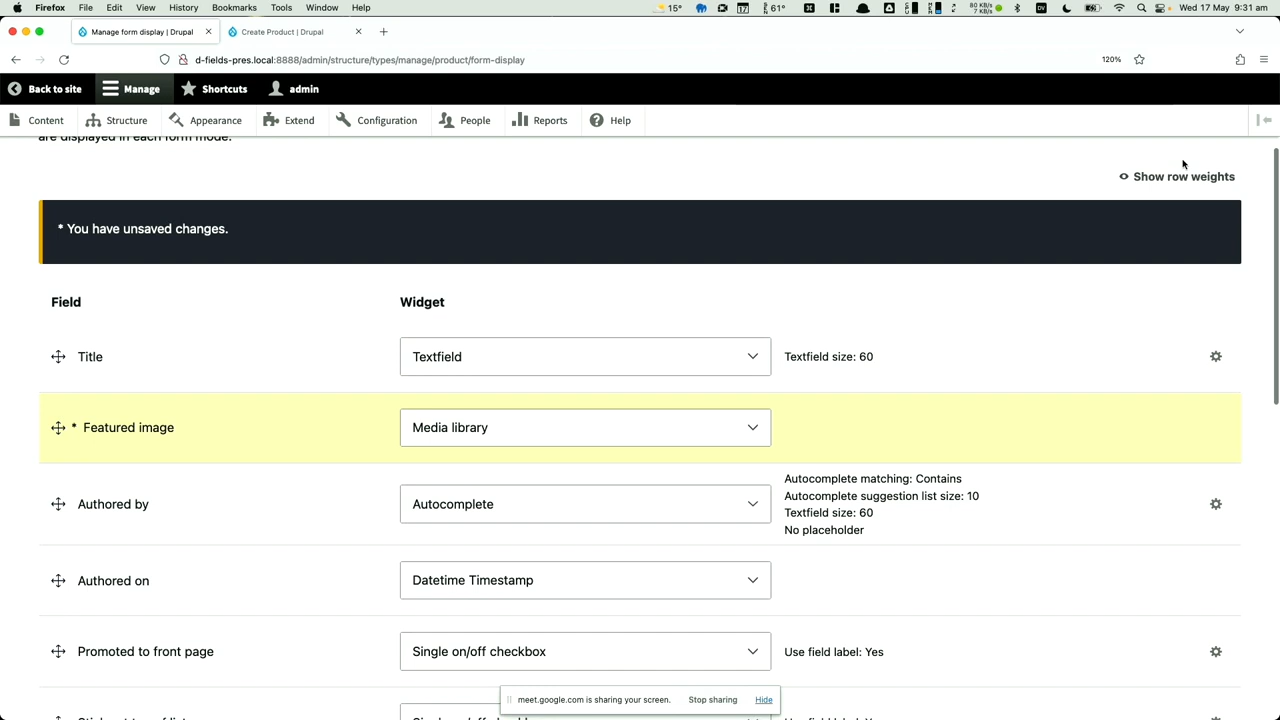 Firefox File Edit View History Bookmarks Tools Window Help 15° 61° 80 KB/s 7 KB/s Wed 17 May 9:31 am
Manage form display | Drupal
Create Product | Drupal
d-fields-pres.local:8888/admin/structure/types/manage/product/form-display 120%
Back to site Manage Shortcuts admin
Content Structure Appearance Extend Configuration People Reports Help
are displayed in each form mode.
Show row weights
* You have unsaved changes.
Field Widget
Title Textfield Textfield size: 60
* Featured image Media library
Authored by Autocomplete
Autocomplete matching: Contains
Autocomplete suggestion list size: 10
Textfield size: 60
No placeholder
Authored on Datetime Timestamp
Promoted to front page Single on/off checkbox Use field label: Yes
meet.google.com is sharing your screen. Stop sharing Hide